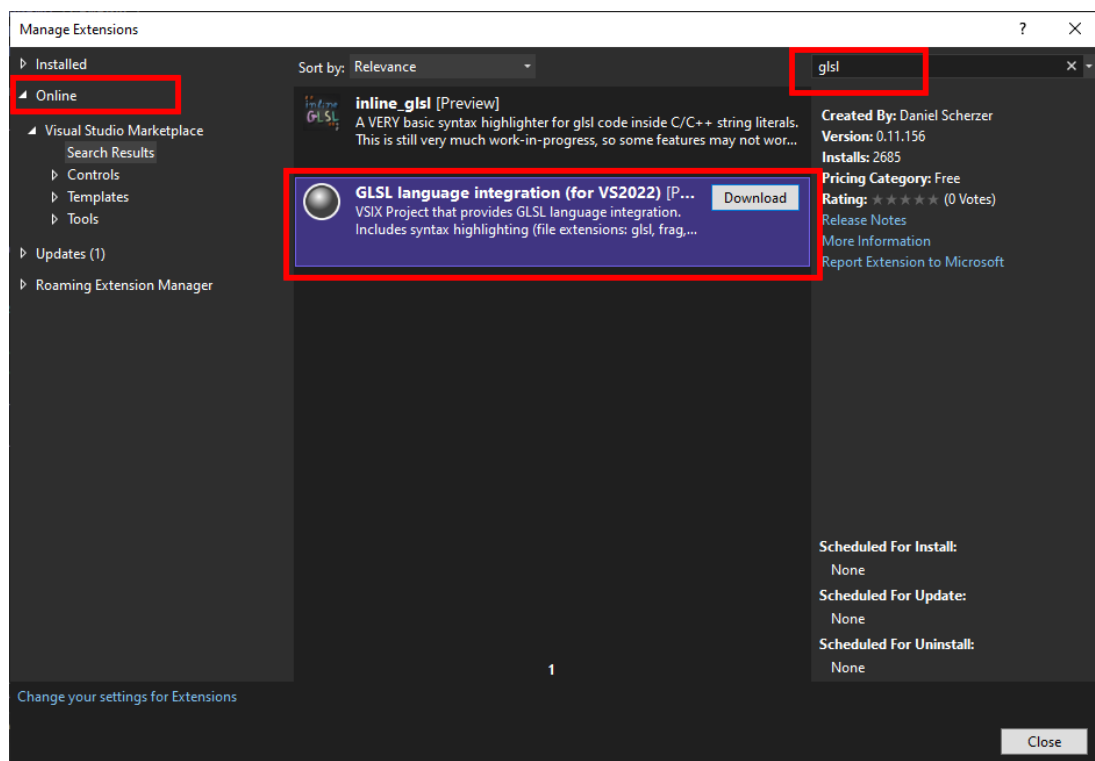 Manage Extensions
?
Installed
Sort by: Relevance
glsl
Online
Visual Studio Marketplace
Search Results
Controls
Templates
Tools
Updates (1)
Roaming Extension Manager
inline
GLSL
inline_glsl [Preview]
A VERY basic syntax highlighter for glsl code inside C/C++ string literals.
This is still very much work-in-progress, so some features may not wor...
GLSL language integration (for VS2022) [P...
Download
VSIX Project that provides GLSL language integration.
Includes syntax highlighting (file extensions: glsl, frag,...
1
Created By: Daniel Scherzer
Version: 0.11.156
Installs: 2685
Pricing Category: Free
Rating: ★★★★★ (0 Votes)
Release Notes
More Information
Report Extension to Microsoft
Scheduled For Install:
None
Scheduled For Update:
None
Scheduled For Uninstall:
None
Change your settings for Extensions
Close